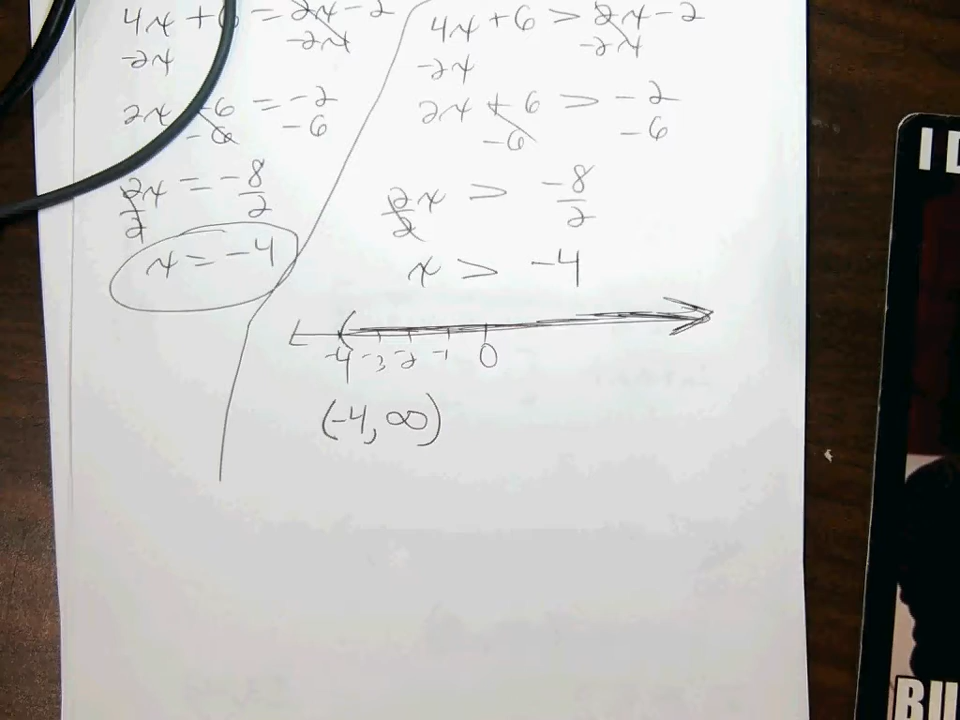 4x + 6 = 2x - 2
-2x
-2x
2x + 6 = -2
-6 -6
2x = -8
2 2
x = -4
4x + 6 > 2x - 2
-2x
-2x
2x + 6 > -2
-6 -6
2x > -8
2 2
x > -4
-4 -3 -2 -1 0
(-4, ∞)
I D
BU